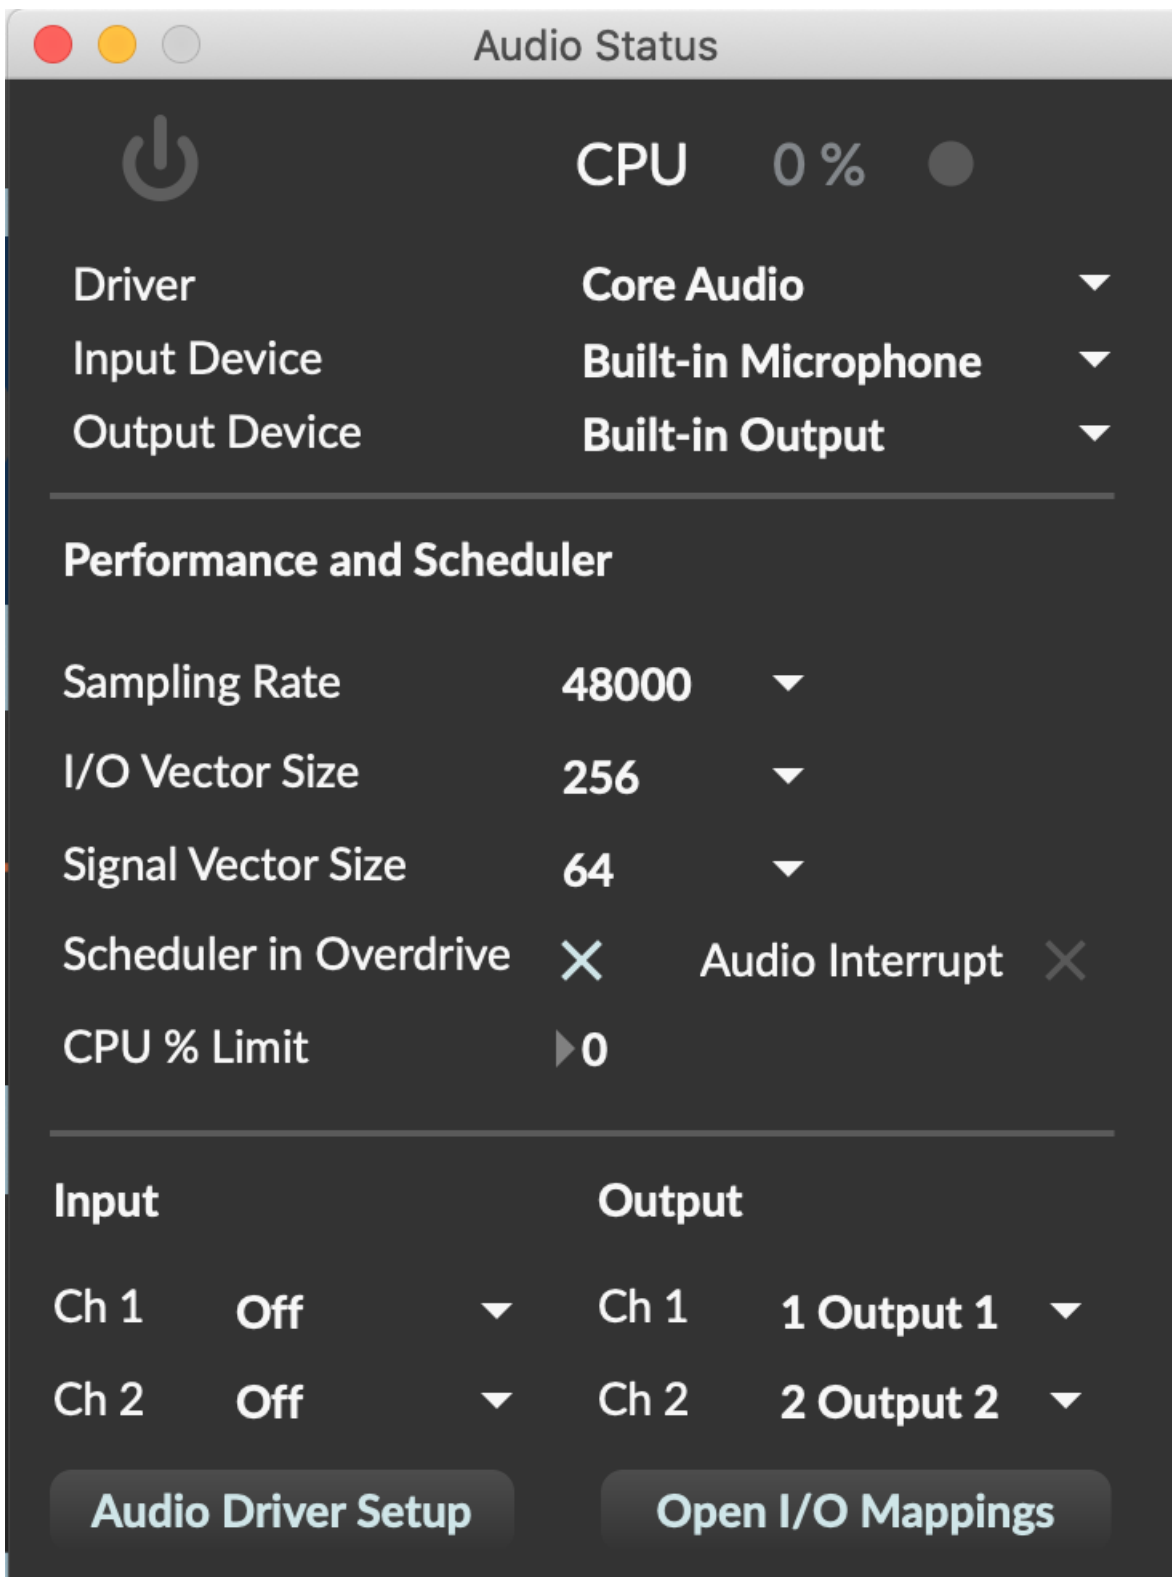 Audio Status
CPU 0 %
Driver Core Audio
Input Device Built-in Microphone
Output Device Built-in Output
Performance and Scheduler
Sampling Rate 48000
I/O Vector Size 256
Signal Vector Size 64
Scheduler in Overdrive Audio Interrupt
CPU % Limit 0
Input Output
Ch 1 Off Ch 1 1 Output 1
Ch 2 Off Ch 2 2 Output 2
Audio Driver Setup Open I/O Mappings